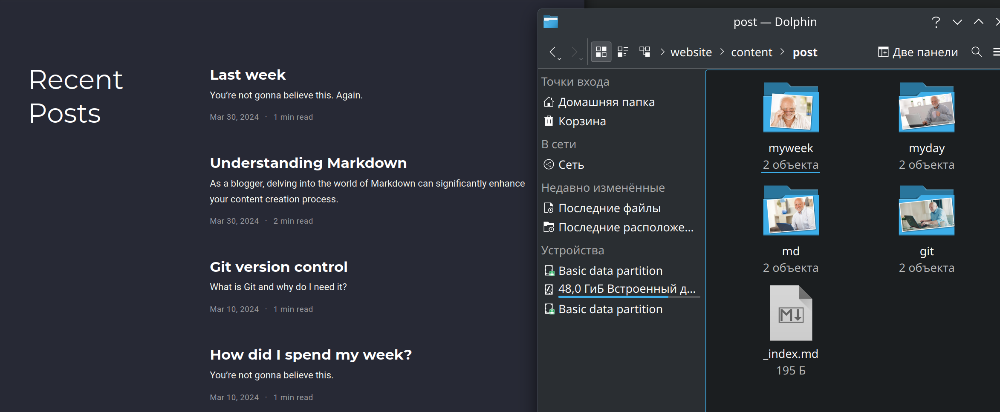 Recent
Posts
Last week
You’re not gonna believe this. Again.
Mar 30, 2024 · 1 min read
Understanding Markdown
As a blogger, delving into the world of Markdown can significantly enhance
your content creation process.
Mar 30, 2024 · 2 min read
Git version control
What is Git and why do I need it?
Mar 10, 2024 · 1 min read
How did I spend my week?
You’re not gonna believe this.
Mar 10, 2024 · 1 min read
post — Dolphin
website
content
post
Две панели
Точки входа
Домашняя папка
Корзина
В сети
Сеть
Недавно изменённые
Последние файлы
Последние расположе...
Устройства
Basic data partition
48,0 ГиБ Встроенный д...
Basic data partition
myweek
2 объекта
myday
2 объекта
md
2 объекта
git
2 объекта
_index.md
195 Б